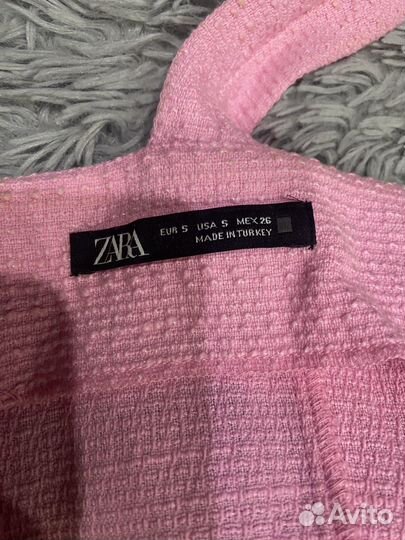 ZARA
EUR S USA S MEX 26
MADE IN TURKEY
Avito